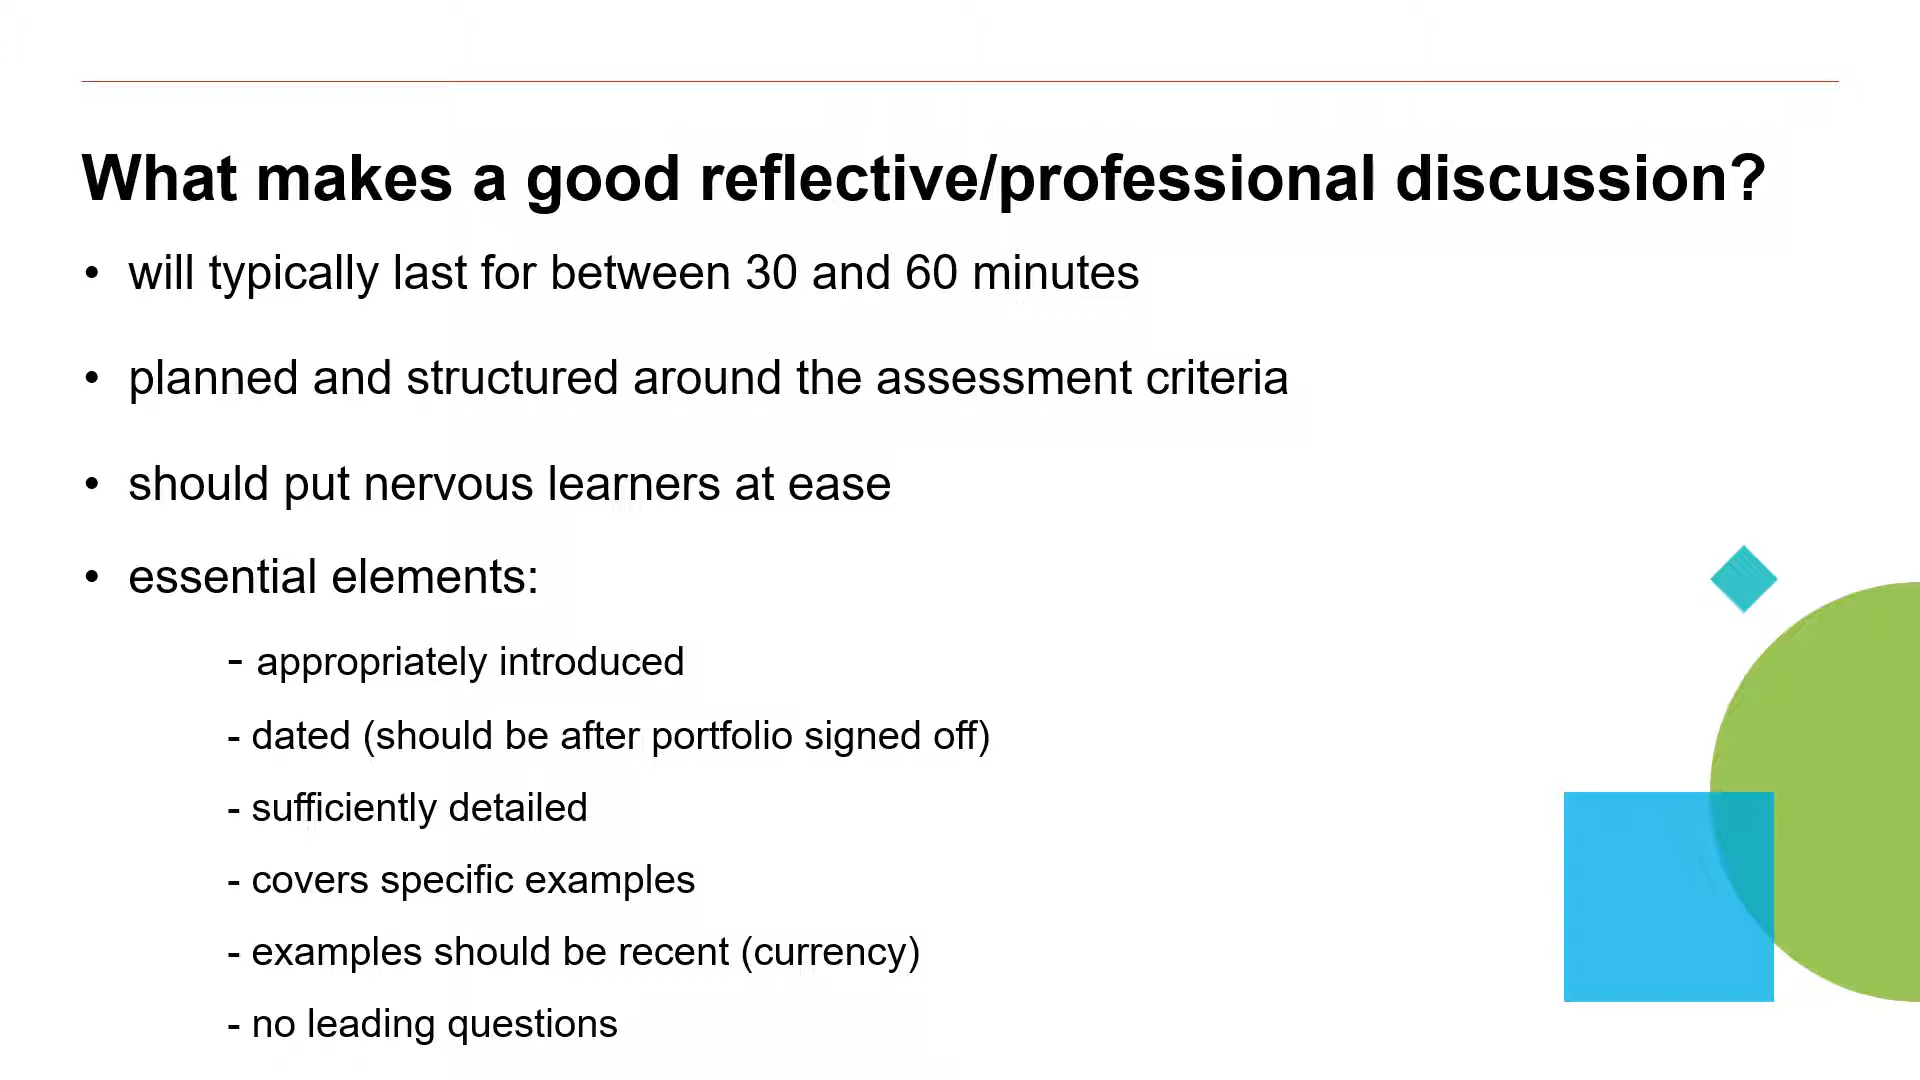 What makes a good reflective/professional discussion?
• will typically last for between 30 and 60 minutes
• planned and structured around the assessment criteria
• should put nervous learners at ease
• essential elements:
- appropriately introduced
- dated (should be after portfolio signed off)
- sufficiently detailed
- covers specific examples
- examples should be recent (currency)
- no leading questions